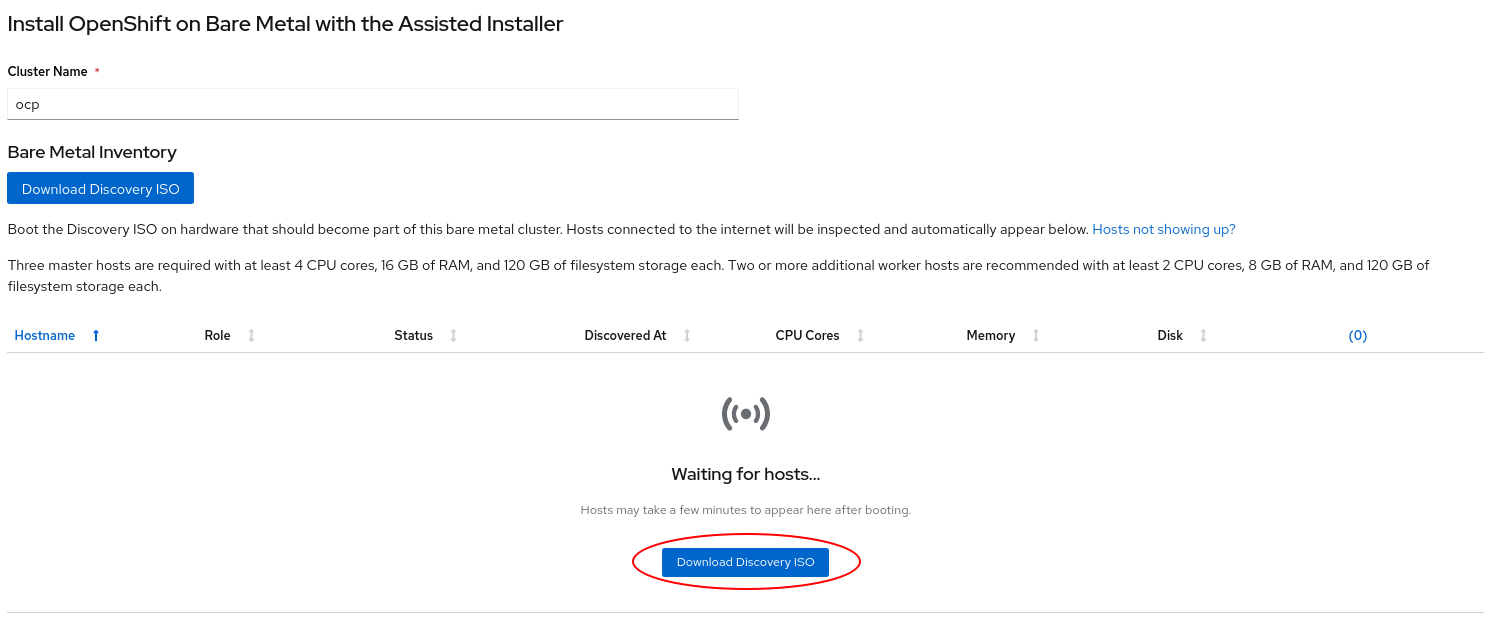 Install OpenShift on Bare Metal with the Assisted Installer
Cluster Name *
ocp
Bare Metal Inventory
Download Discovery ISO
Boot the Discovery ISO on hardware that should become part of this bare metal cluster. Hosts connected to the internet will be inspected and automatically appear below. Hosts not showing up?
Three master hosts are required with at least 4 CPU cores, 16 GB of RAM, and 120 GB of filesystem storage each. Two or more additional worker hosts are recommended with at least 2 CPU cores, 8 GB of RAM, and 120 GB of
filesystem storage each.
Hostname Role Status Discovered At CPU Cores Memory Disk (0)
Waiting for hosts...
Hosts may take a few minutes to appear here after booting.
Download Discovery ISO